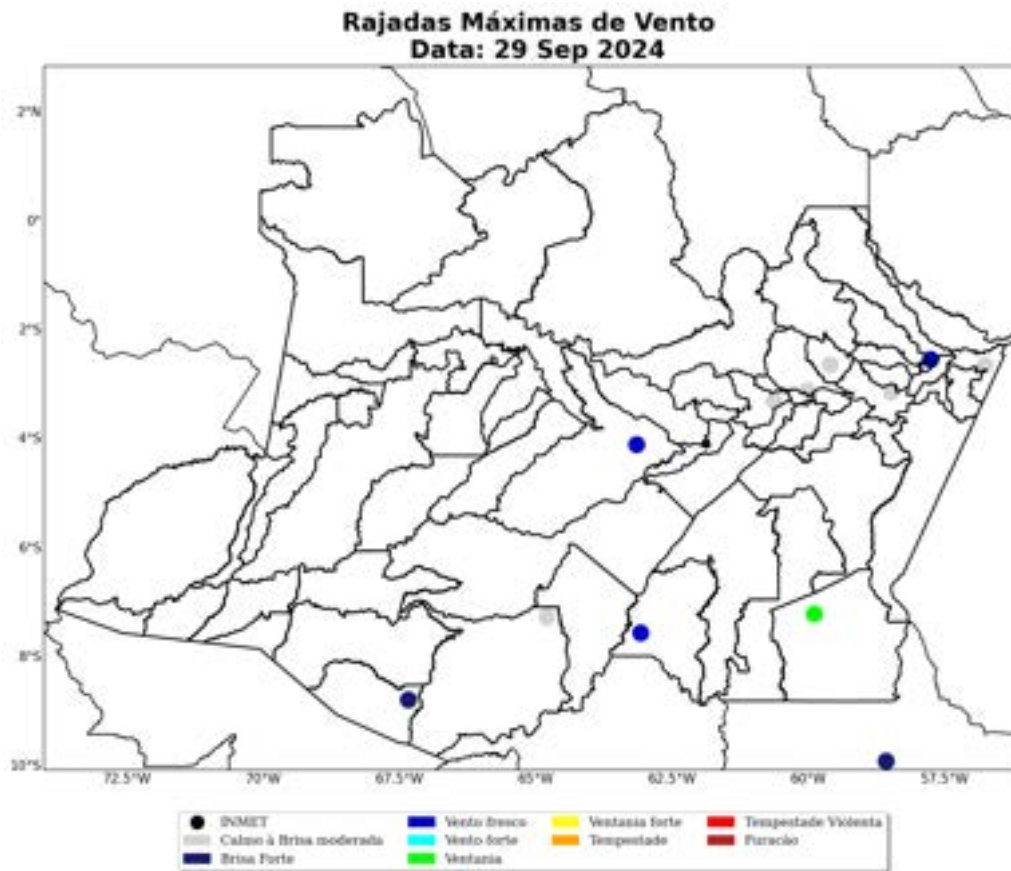 Rajadas Máximas de Vento
Data: 29 Sep 2024
2°N
0°
2°S
4°S
6°S
8°S
10°S
72.5°W 70°W 67.5°W 65°W 62.5°W 60°W 57.5°W
INMET
Calmo à Brisa moderada
Brisa Forte
Vento fresco
Vento forte
Ventania
Ventania forte
Tempestade
Tempestade Violenta
Furacão